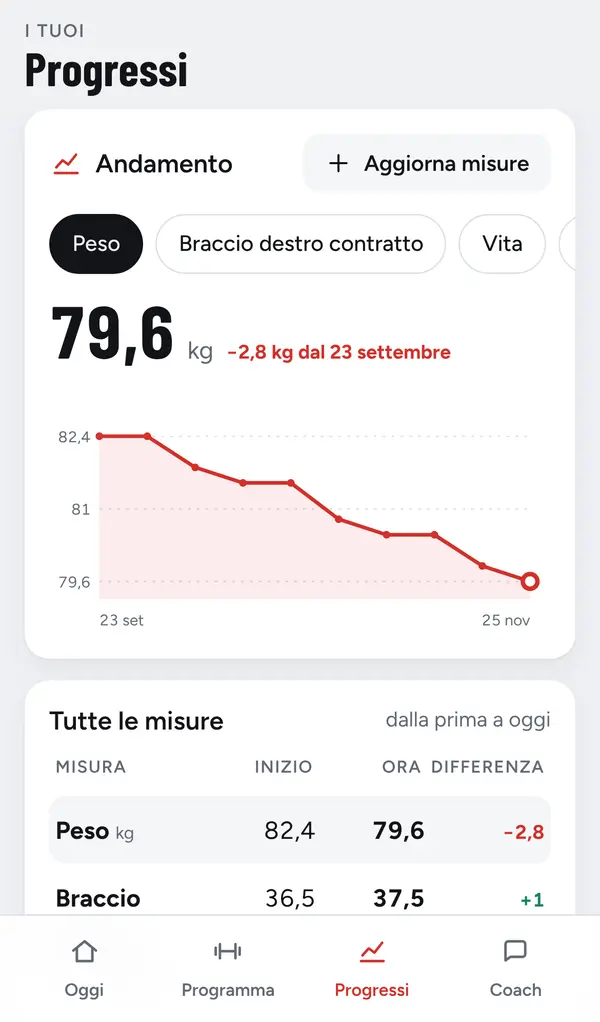 I TUOI
Progressi
Andamento
Aggiorna misure
Peso
Braccio destro contratto
Vita
79,6 kg -2,8 kg dal 23 settembre
82,4
81
79,6
23 set 25 nov
Tutte le misure dalla prima a oggi
MISURA INIZIO ORA DIFFERENZA
Peso kg 82,4 79,6 -2,8
Braccio 36,5 37,5 +1
Oggi Programma Progressi Coach